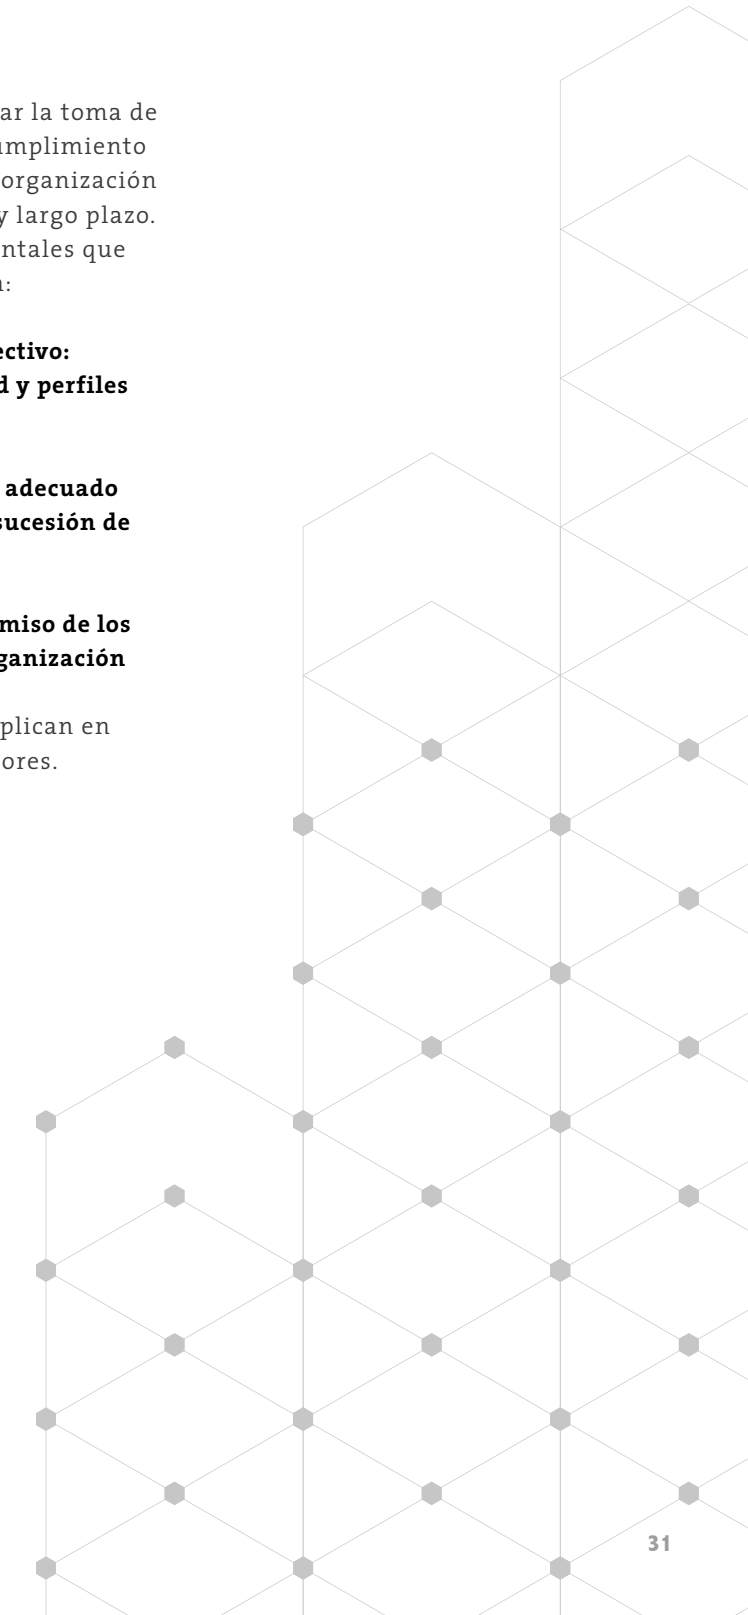 ar la toma de
umplimiento
organización
y largo plazo.
ntales que
:
ectivo:
d y perfiles
adecuado
sucesión de
miso de los
ganización
plican en
ores.
31